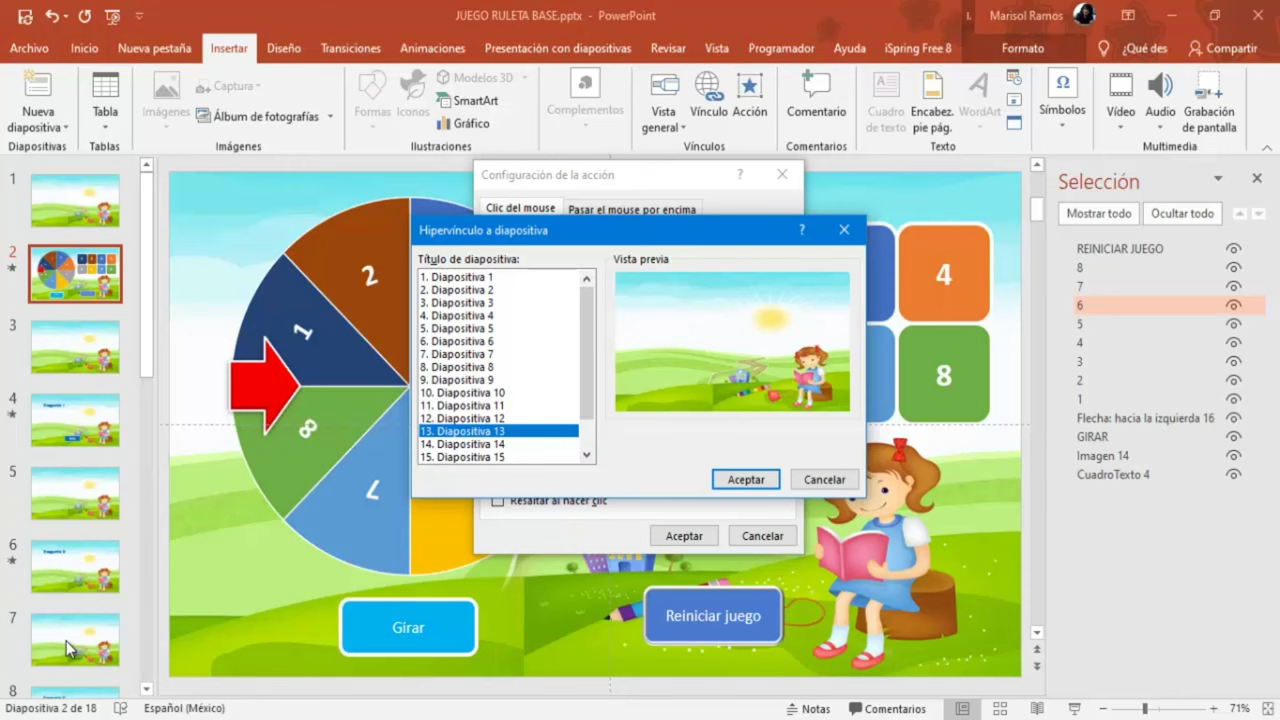 JUEGO RULETA BASE.pptx - PowerPoint
Marisol Ramos
Archivo Inicio Nueva pestaña Insertar Diseño Transiciones Animaciones Presentación con diapositivas Revisar Vista Programador Ayuda iSpring Free 8 Formato ¿Qué des Compartir
Nueva diapositiva
Tabla
Imágenes
Captura
Álbum de fotografías
Formas
Iconos
Modelos 3D
SmartArt
Gráfico
Complementos
Vista general
Vínculo
Acción
Comentario
Cuadro de texto
Encabez. pie pág.
WordArt
Símbolos
Vídeo
Audio
Grabación de pantalla
Diapositivas Tablas Imágenes Ilustraciones Vínculos Comentarios Texto Multimedia
1
2
3
4
5
6
7
8
2
1
8
7
4
8
Girar
Reiniciar juego
Configuración de la acción
?
Clic del mouse
Pasar el mouse por encima
Hipervínculo a diapositiva
?
Título de diapositiva:
1. Diapositiva 1
2. Diapositiva 2
3. Diapositiva 3
4. Diapositiva 4
5. Diapositiva 5
6. Diapositiva 6
7. Diapositiva 7
8. Diapositiva 8
9. Diapositiva 9
10. Diapositiva 10
11. Diapositiva 11
12. Diapositiva 12
13. Diapositiva 13
14. Diapositiva 14
15. Diapositiva 15
Vista previa
Aceptar
Cancelar
Resaltar al hacer clic
Aceptar
Cancelar
Selección
Mostrar todo
Ocultar todo
REINICIAR JUEGO
8
7
6
5
4
3
2
1
Flecha: hacia la izquierda 16
GIRAR
Imagen 14
CuadroTexto 4
Diapositiva 2 de 18
Español (México)
Notas
Comentarios
71%